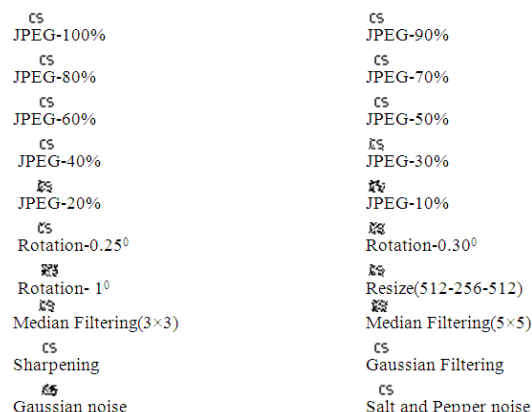 CS CS
JPEG-100% JPEG-90%
CS CS
JPEG-80% JPEG-70%
CS CS
JPEG-60% JPEG-50%
CS CS
JPEG-40% JPEG-30%
JPEG-20% JPEG-10%
CS
Rotation-0.25⁰ Rotation-0.30⁰
Rotation- 1⁰ Resize(512-256-512)
Median Filtering(3×3) Median Filtering(5×5)
CS CS
Sharpening Gaussian Filtering
CS
Gaussian noise Salt and Pepper noise